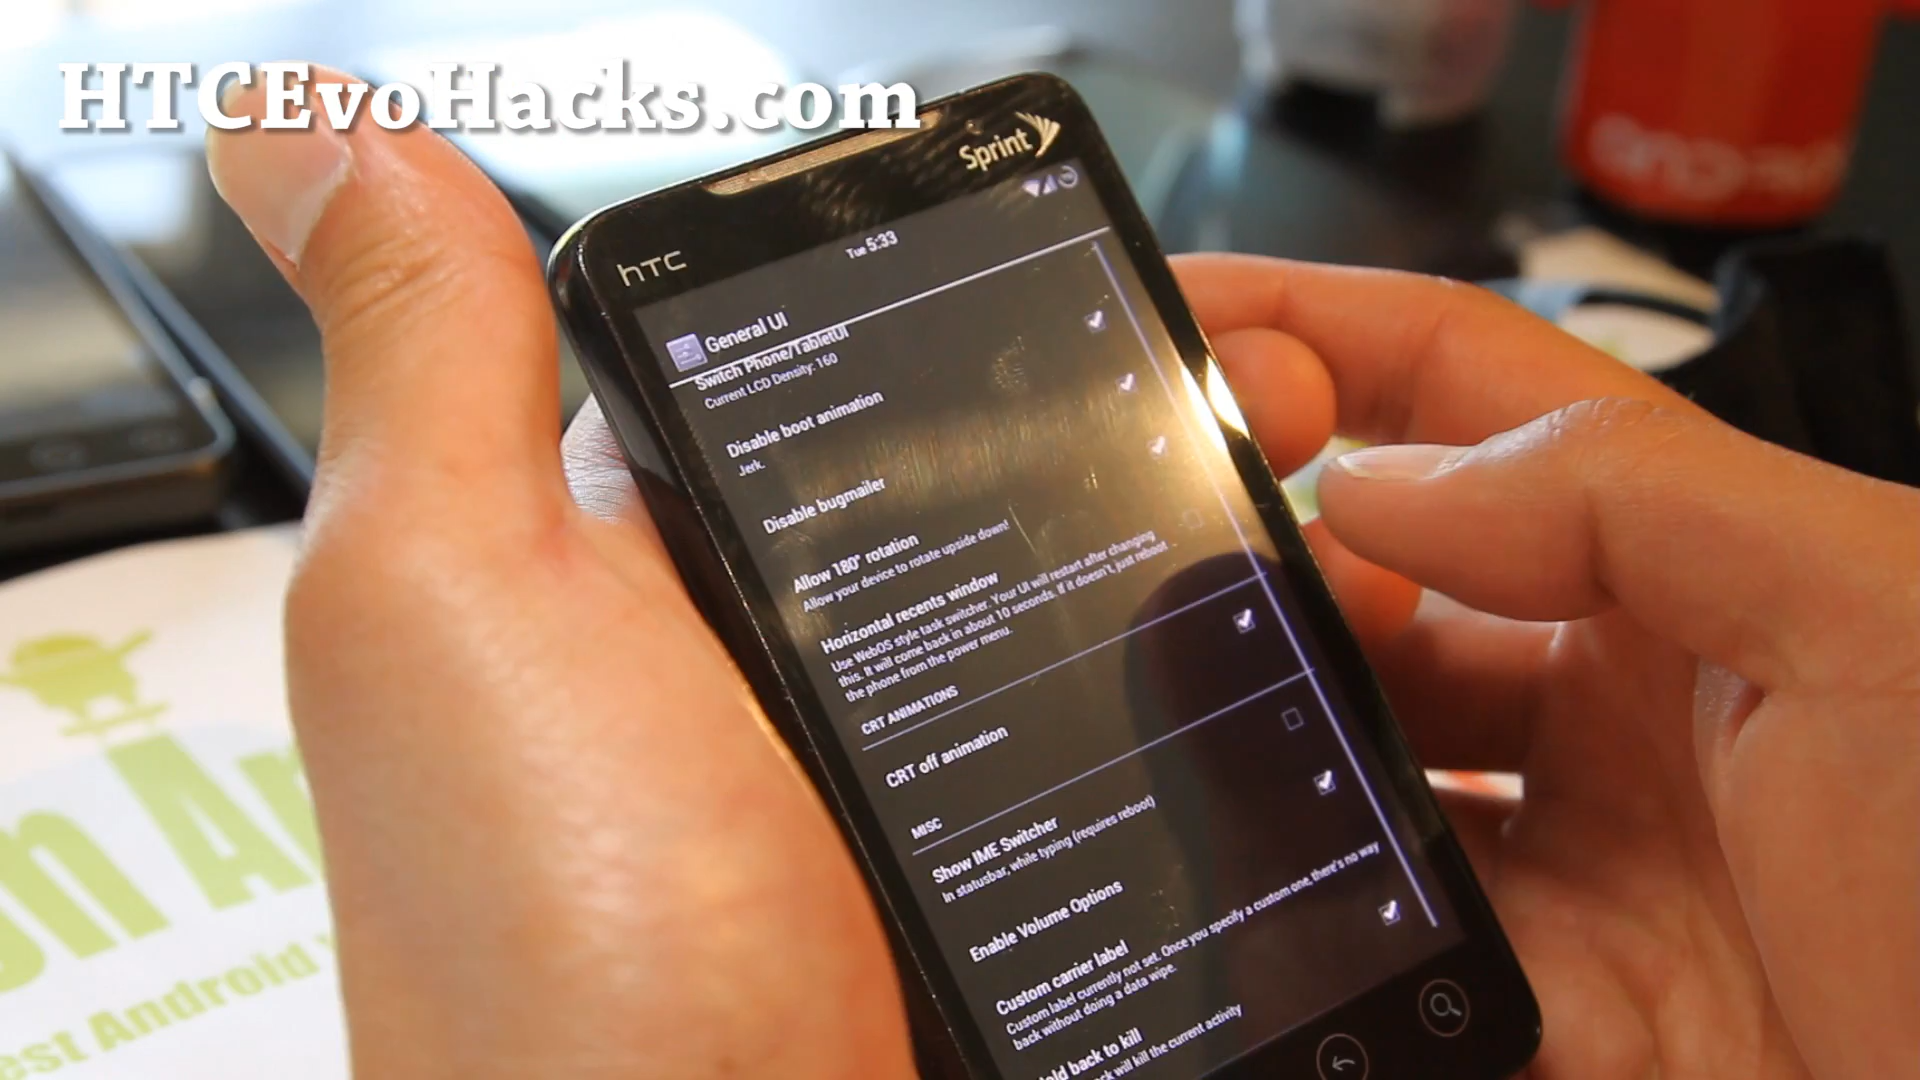 HTCEvoHacks.com
Sprint
hTC
Tue 5:33
General UI
Switch Phone/TabletUI
Current LCD Density: 160
Disable boot animation
Jerk.
Disable bugmailer
Allow 180° rotation
Allow your device to rotate upside down!
Horizontal recents window
Use WebOS style task switcher. Your UI will restart after changing
this. It will come back in about 10 seconds. If it doesn't, just reboot
the phone from the power menu.
CRT ANIMATIONS
CRT off animation
MISC
Show IME Switcher
In statusbar, while typing (requires reboot)
Enable Volume Options
Custom carrier label
Custom label currently not set. Once you specify a custom one, there's no way
back without doing a data wipe.
back to kill
will kill the current activity
Android